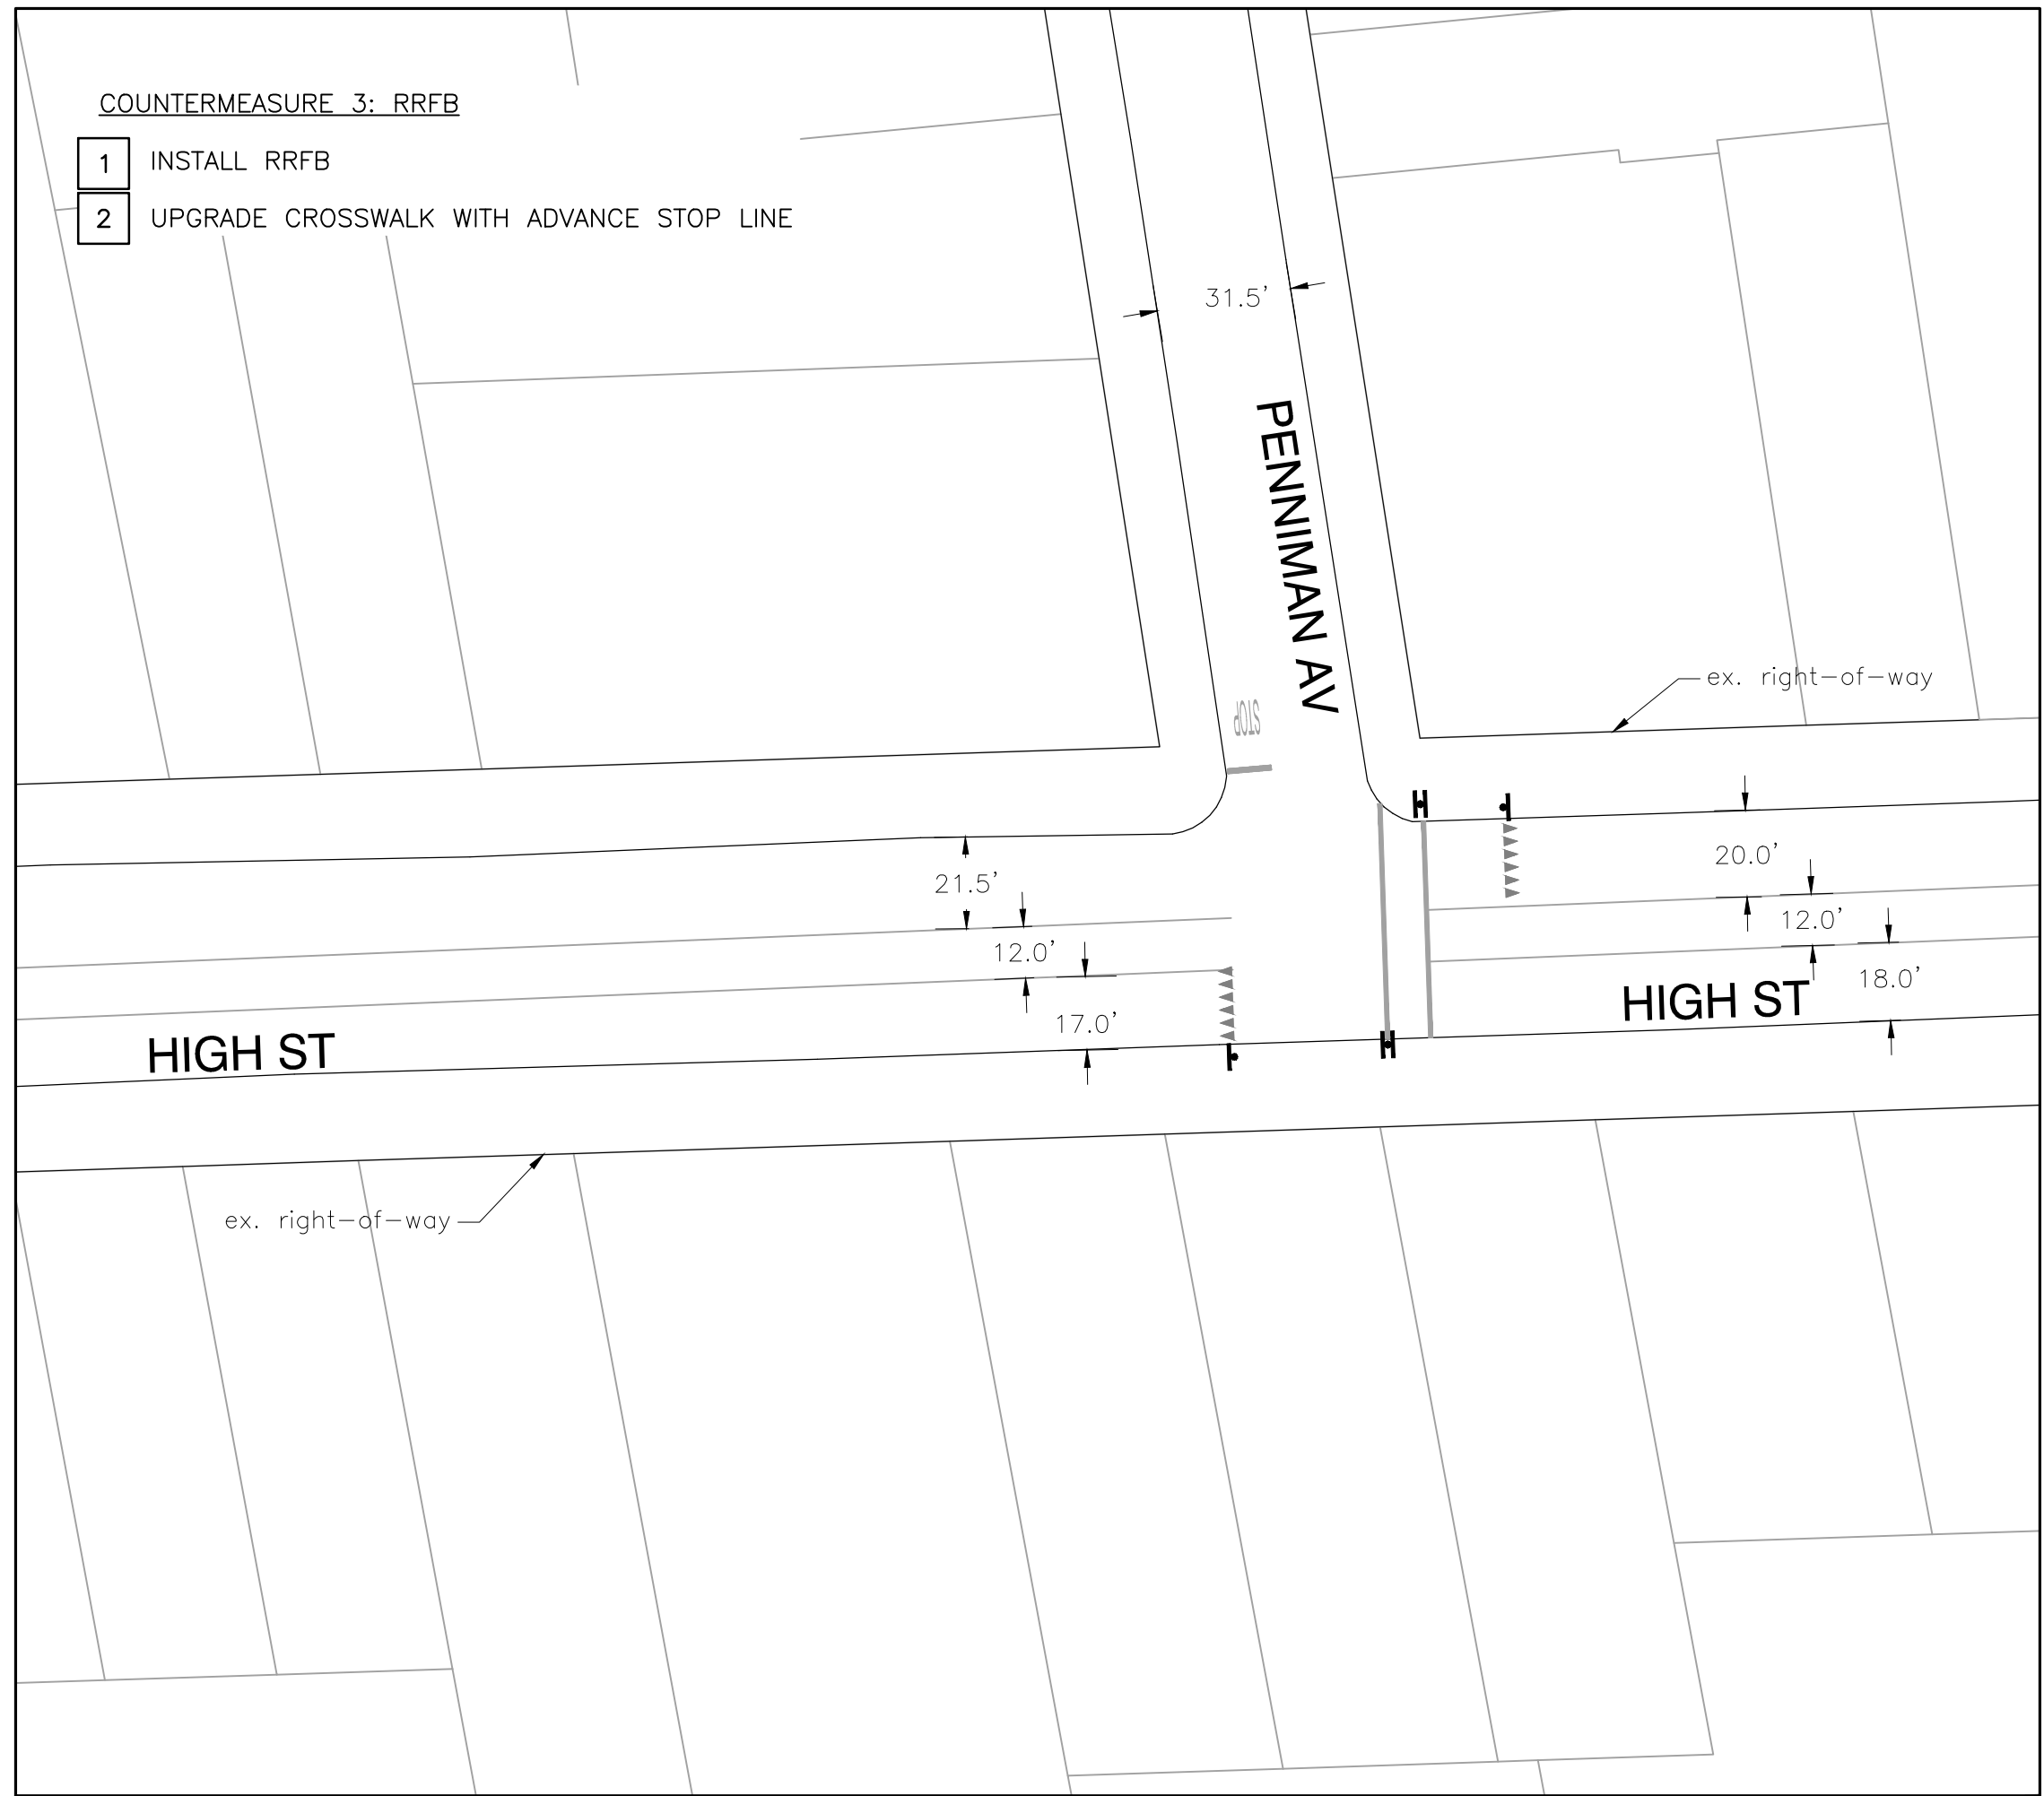 COUNTERMEASURE 3: RRFB
1 INSTALL RRFB
2 UPGRADE CROSSWALK WITH ADVANCE STOP LINE
31.5’
PENNIMAN AV
ex. right-of-way
STOP
20.0’
21.5’
12.0’
12.0’
18.0’
HIGH ST
17.0’
HIGH ST
ex. right-of-way